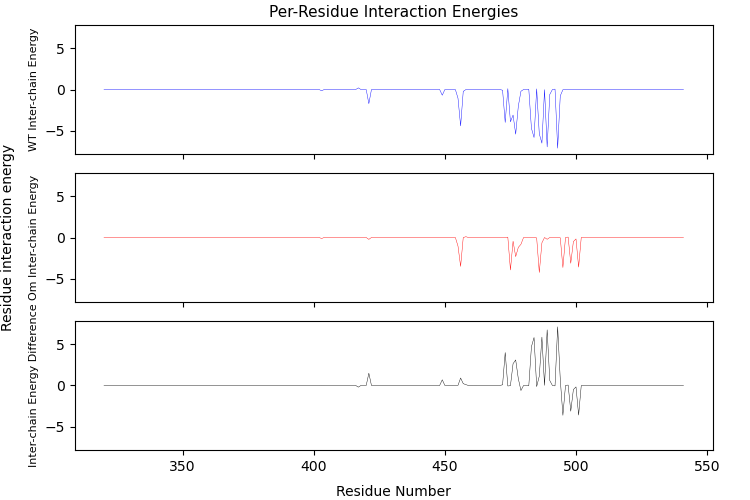 Per-Residue Interaction Energies
Residue interaction energy
WT Inter-chain Energy
5
0
−5
Om Inter-chain Energy
5
0
−5
Inter-chain Energy Difference
5
0
−5
350
400
450
500
550
Residue Number